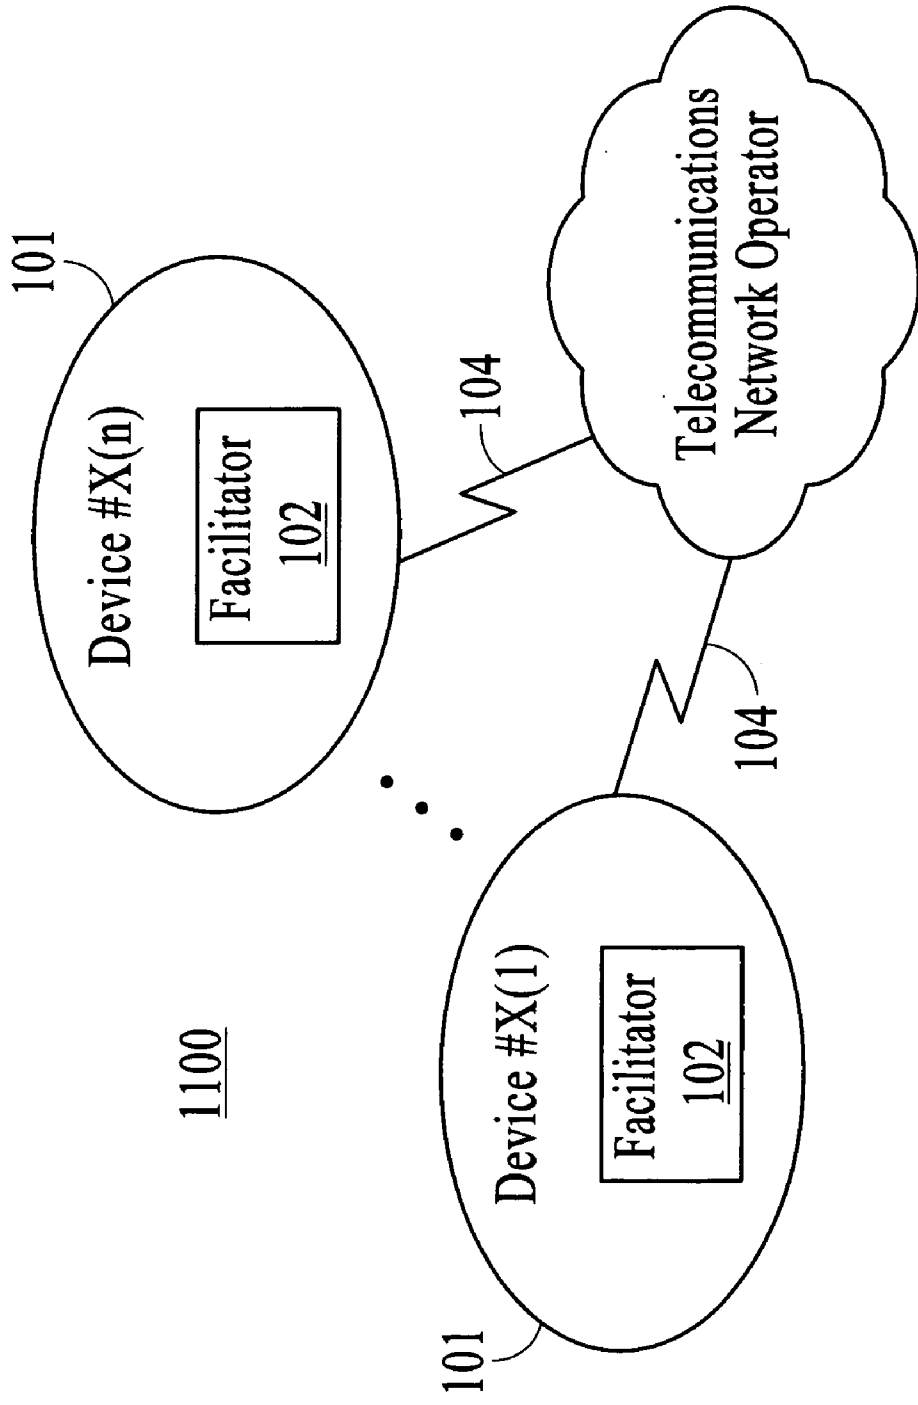 1100
101
Device #X(n)
Facilitator
102
104
101
Device #X(1)
Facilitator
102
104
Telecommunications
Network Operator